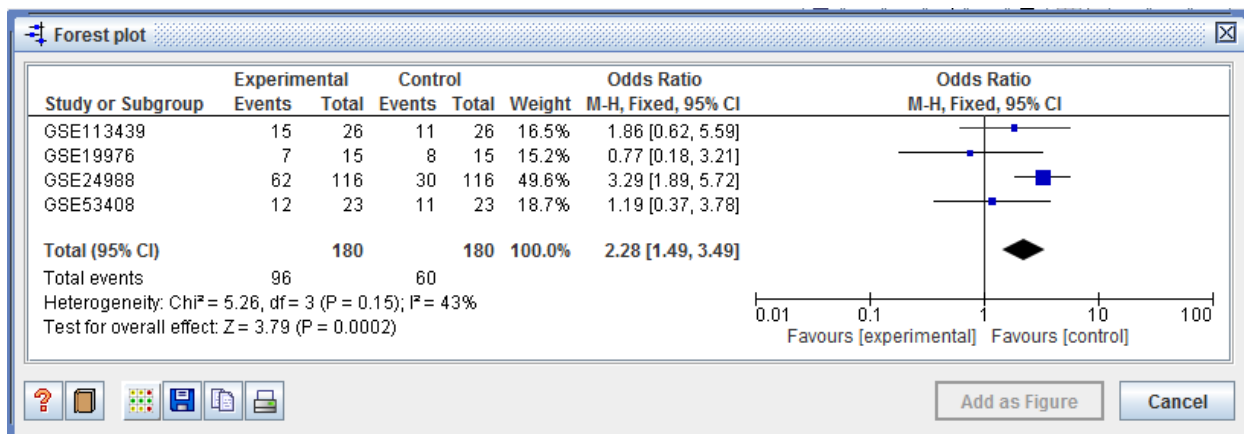 Forest plot
Experimental Control Odds Ratio Odds Ratio
Study or Subgroup Events Total Events Total Weight M-H, Fixed, 95% CI M-H, Fixed, 95% CI
GSE113439 15 26 11 26 16.5% 1.86 [0.62, 5.59]
GSE19976 7 15 8 15 15.2% 0.77 [0.18, 3.21]
GSE24988 62 116 30 116 49.6% 3.29 [1.89, 5.72]
GSE53408 12 23 11 23 18.7% 1.19 [0.37, 3.78]
Total (95% CI) 180 180 100.0% 2.28 [1.49, 3.49]
Total events 96 60
Heterogeneity: Chi² = 5.26, df = 3 (P = 0.15); I² = 43%
Test for overall effect: Z = 3.79 (P = 0.0002)
0.01 0.1 1 10 100
Favours [experimental] Favours [control]
? Add as Figure Cancel